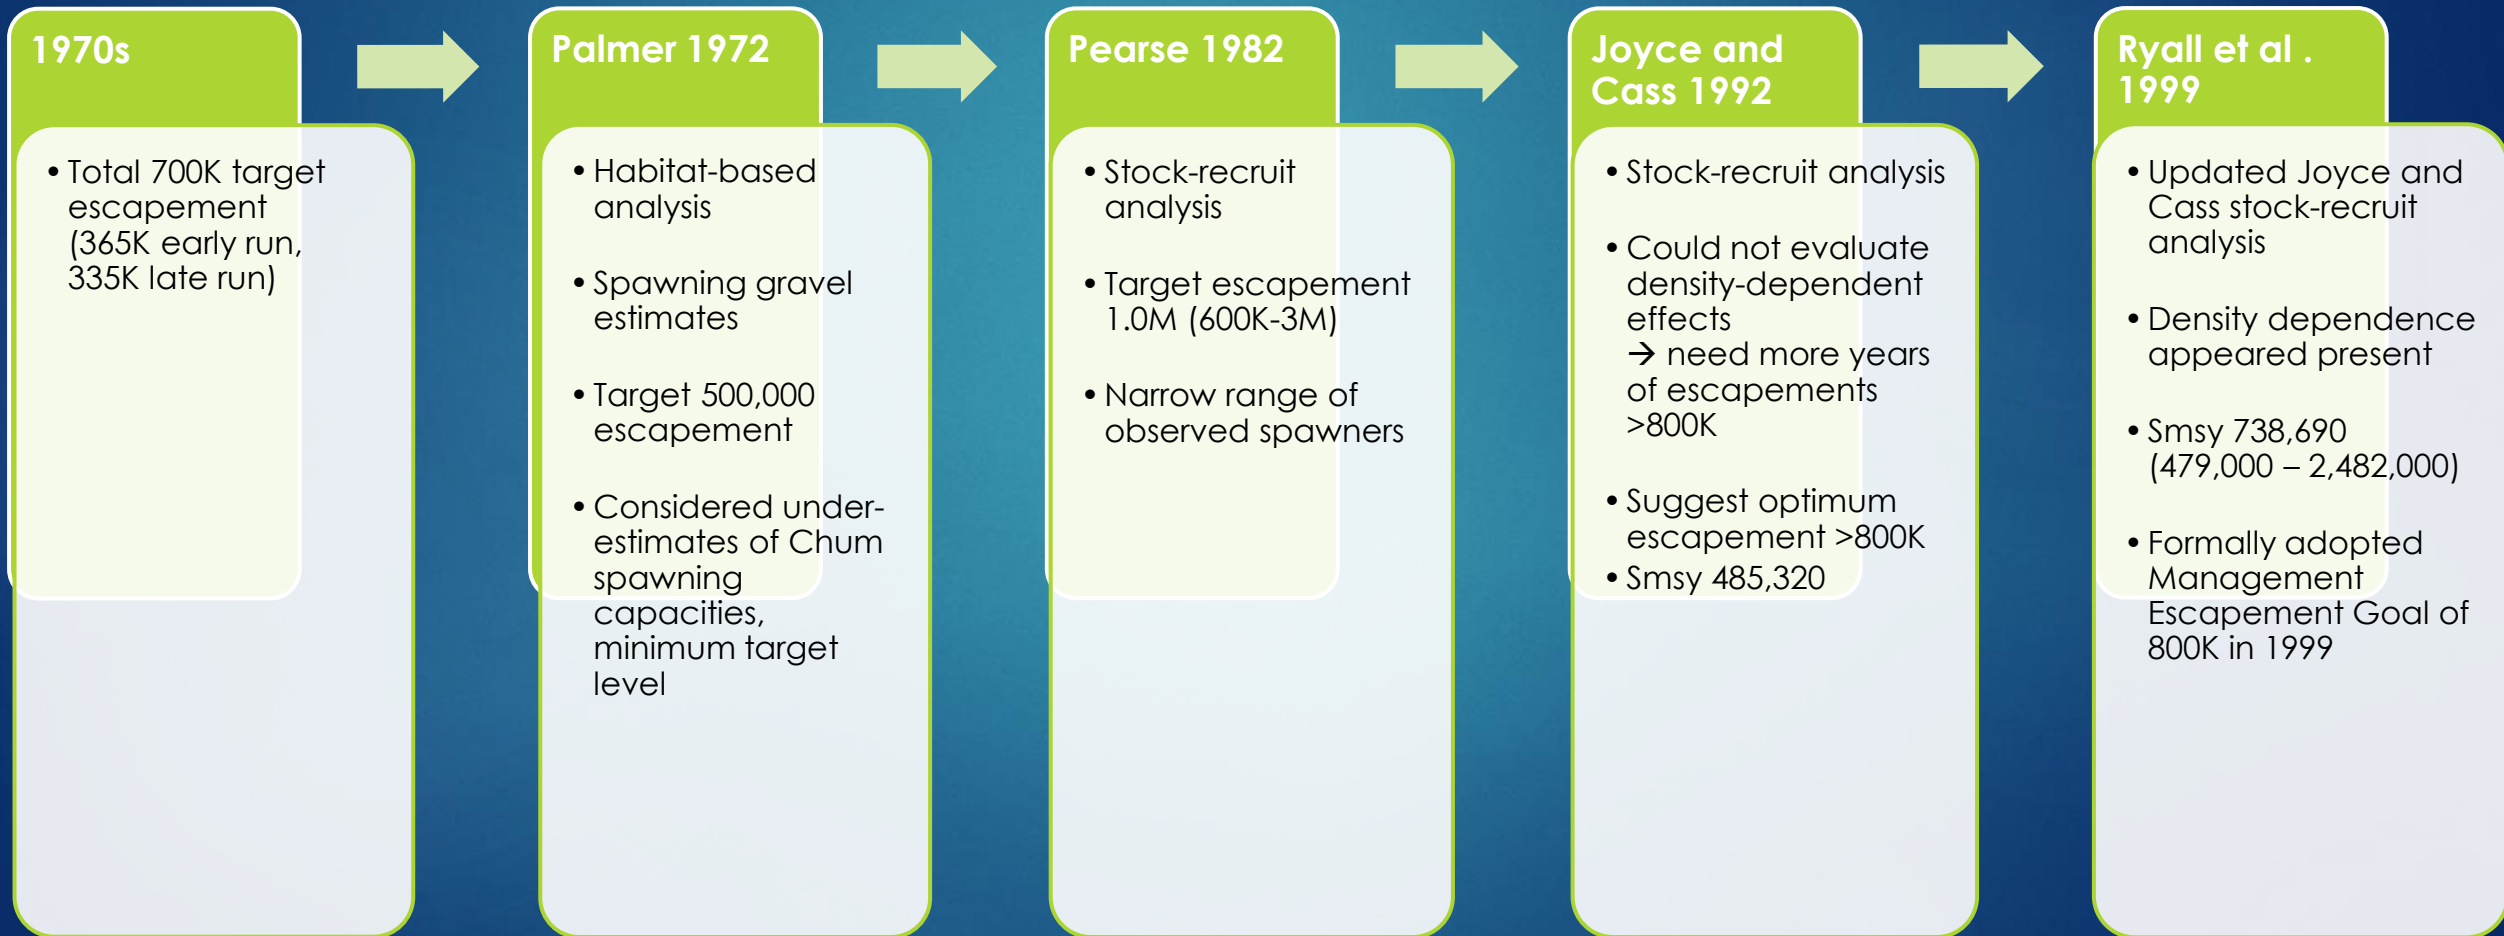 1970s
• Total 700K target
escapement
(365K early run,
335K late run)
Palmer 1972
• Habitat-based
analysis
• Spawning gravel
estimates
• Target 500,000
escapement
• Considered under-
estimates of Chum
spawning
capacities,
minimum target
level
Pearse 1982
• Stock-recruit
analysis
• Target escapement
1.0M (600K-3M)
• Narrow range of
observed spawners
Joyce and
Cass 1992
• Stock-recruit analysis
• Could not evaluate
density-dependent
effects
→ need more years
of escapements
>800K
• Suggest optimum
escapement >800K
• Smsy 485,320
Ryall et al .
1999
• Updated Joyce and
Cass stock-recruit
analysis
• Density dependence
appeared present
• Smsy 738,690
(479,000 – 2,482,000)
• Formally adopted
Management
Escapement Goal of
800K in 1999